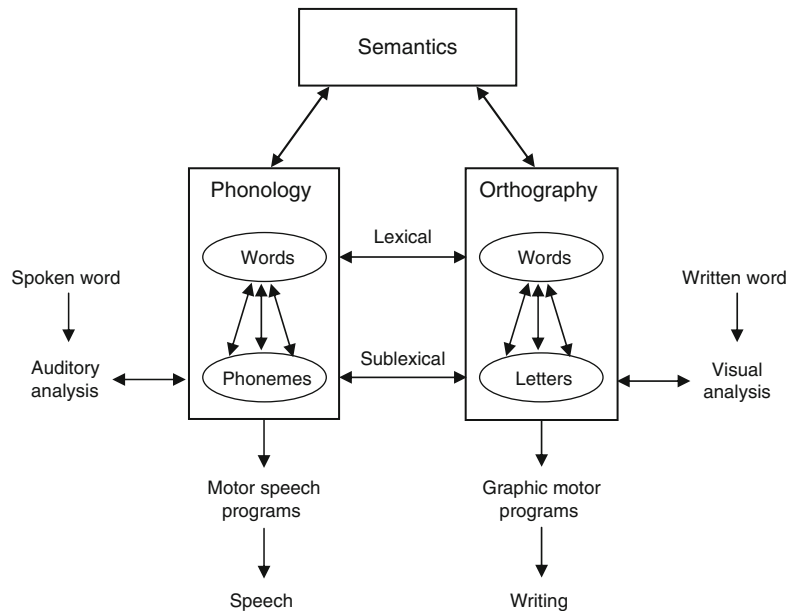 Semantics
Phonology
Orthography
Words
Lexical
Words
Spoken word
Written word
Auditory
analysis
Phonemes
Sublexical
Letters
Visual
analysis
Motor speech
programs
Graphic motor
programs
Speech
Writing